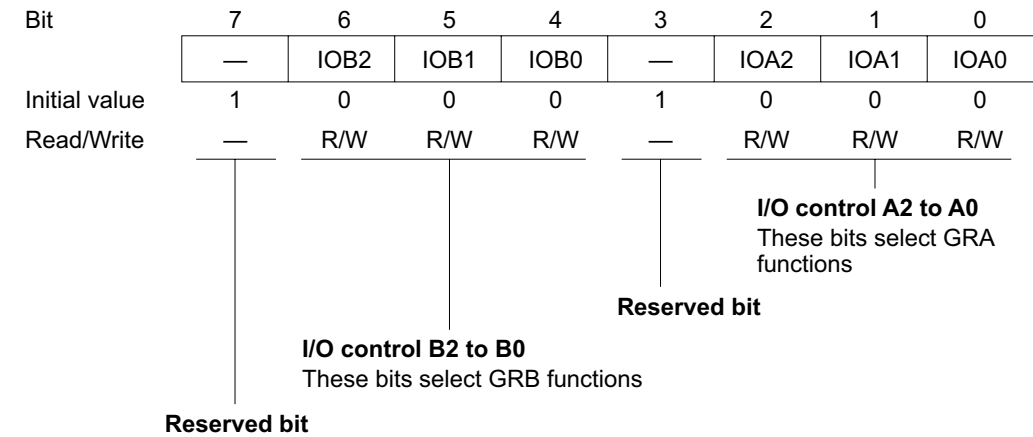 Bit 7 6 5 4 3 2 1 0
— IOB2 IOB1 IOB0 — IOA2 IOA1 IOA0
Initial value 1 0 0 0 1 0 0 0
Read/Write — R/W R/W R/W — R/W R/W R/W
I/O control A2 to A0
These bits select GRA
functions
Reserved bit
I/O control B2 to B0
These bits select GRB functions
Reserved bit